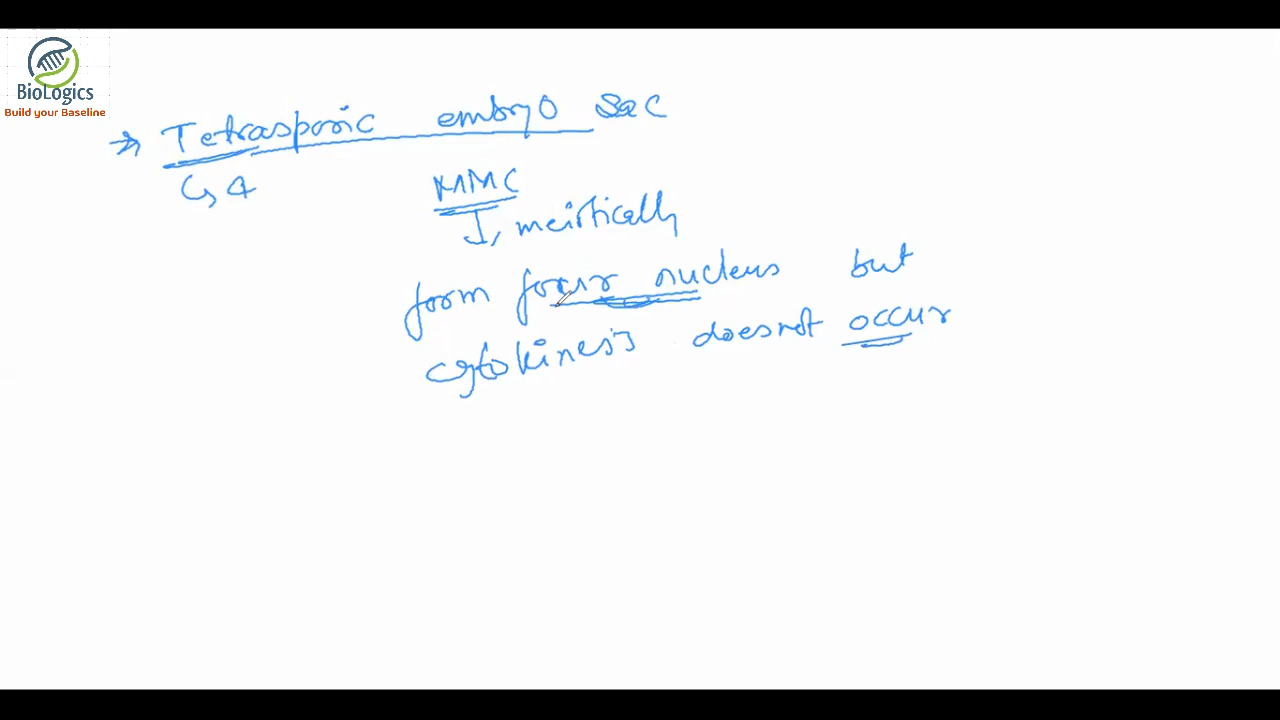 BioLogics
Build your Baseline
Tetrasporic embryo sac
4
MMC
meiotically
form four nucleus but
cytokinesis doesnot occur